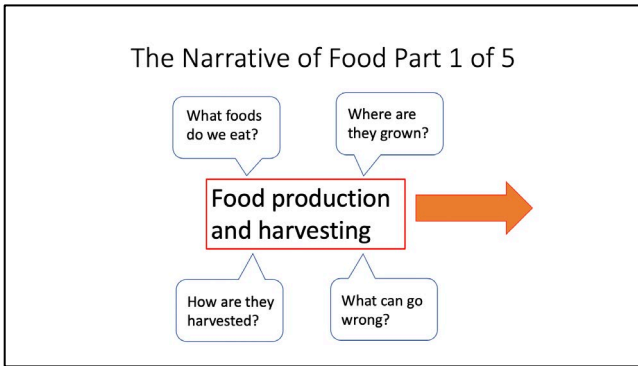 The Narrative of Food Part 1 of 5
What foods
do we eat?
Where are
they grown?
Food production
and harvesting
How are they
harvested?
What can go
wrong?